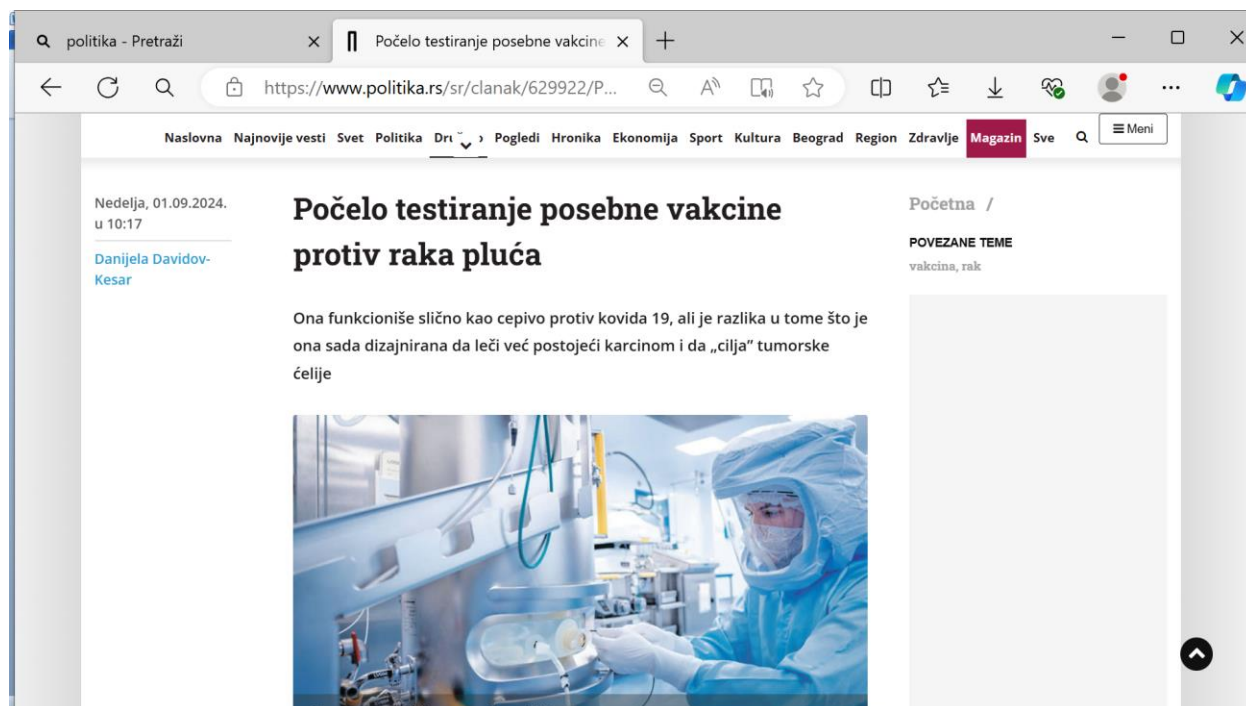 politika - Pretraži
Počelo testiranje posebne vakcine
https://www.politika.rs/sr/clanak/629922/P...
Naslovna Najnovije vesti Svet Politika Pogledi Hronika Ekonomija Sport Kultura Beograd Region Zdravlje Magazin Sve Meni
Nedelja, 01.09.2024.
u 10:17
Danijela Davidov-
Kesar
Počelo testiranje posebne vakcine
protiv raka pluća
Ona funkcioniše slično kao cepivo protiv kovida 19, ali je razlika u tome što je
ona sada dizajnirana da leči već postojeći karcinom i da „cilja” tumorske
ćelije
Početna /
POVEZANE TEME
vakcina, rak